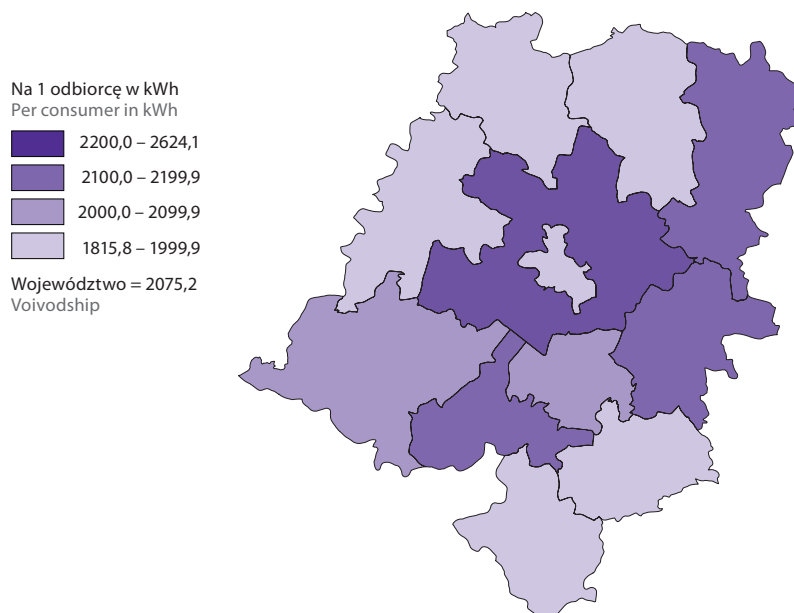 Na 1 odbiorcę w kWh
Per consumer in kWh
2200,0 – 2624,1
2100,0 – 2199,9
2000,0 – 2099,9
1815,8 – 1999,9
Województwo = 2075,2
Voivodship